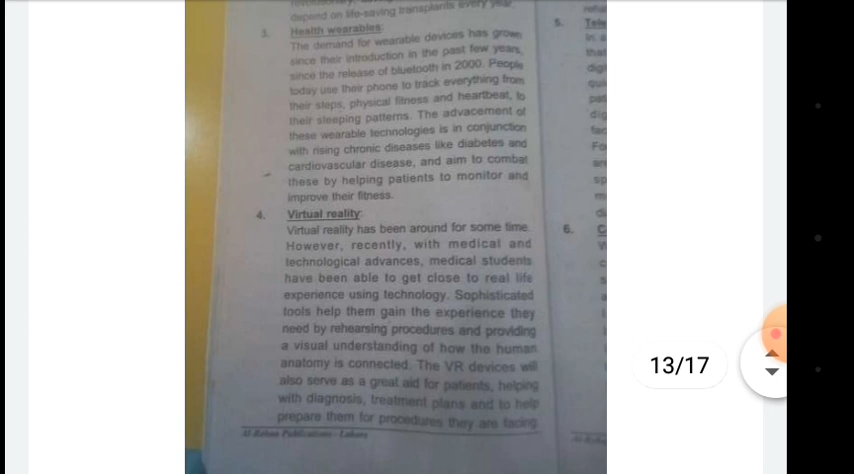 depend on life-saving transplants every year.
3. Health wearables:
The demand for wearable devices has grown
since their introduction in the past few years,
since the release of bluetooth in 2000. People
today use their phone to track everything from
their steps, physical fitness and heartbeat, to
their sleeping patterns. The advacement of
these wearable technologies is in conjunction
with rising chronic diseases like diabetes and
cardiovascular disease, and aim to combat
these by helping patients to monitor and
improve their fitness.
4. Virtual reality:
Virtual reality has been around for some time.
However, recently, with medical and
technological advances, medical students
have been able to get close to real life
experience using technology. Sophisticated
tools help them gain the experience they
need by rehearsing procedures and providing
a visual understanding of how the human
anatomy is connected. The VR devices will
also serve as a great aid for patients, helping
with diagnosis, treatment plans and to help
prepare them for procedures they are facing
Publications - Lahore
5.
6.
13/17